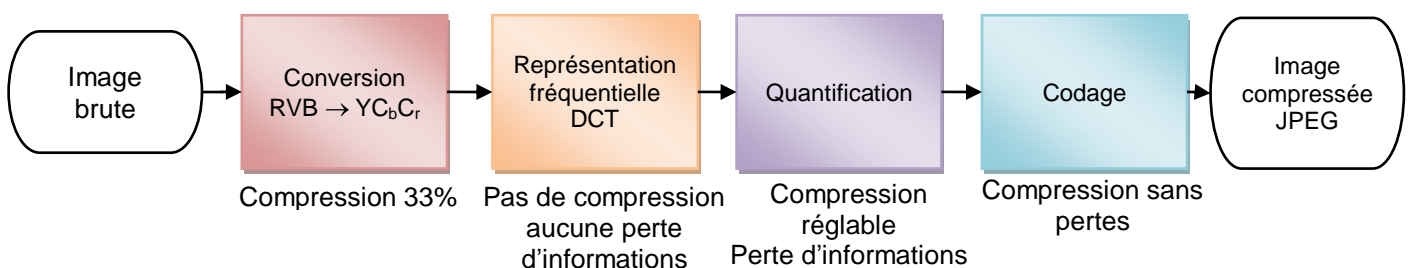 Image
brute
Conversion
RVB → YCbCr
Compression 33%
Représentation
fréquentielle
DCT
Pas de compression
aucune perte
d'informations
Quantification
Compression
réglable
Perte d'informations
Codage
Compression sans
pertes
Image
compressée
JPEG